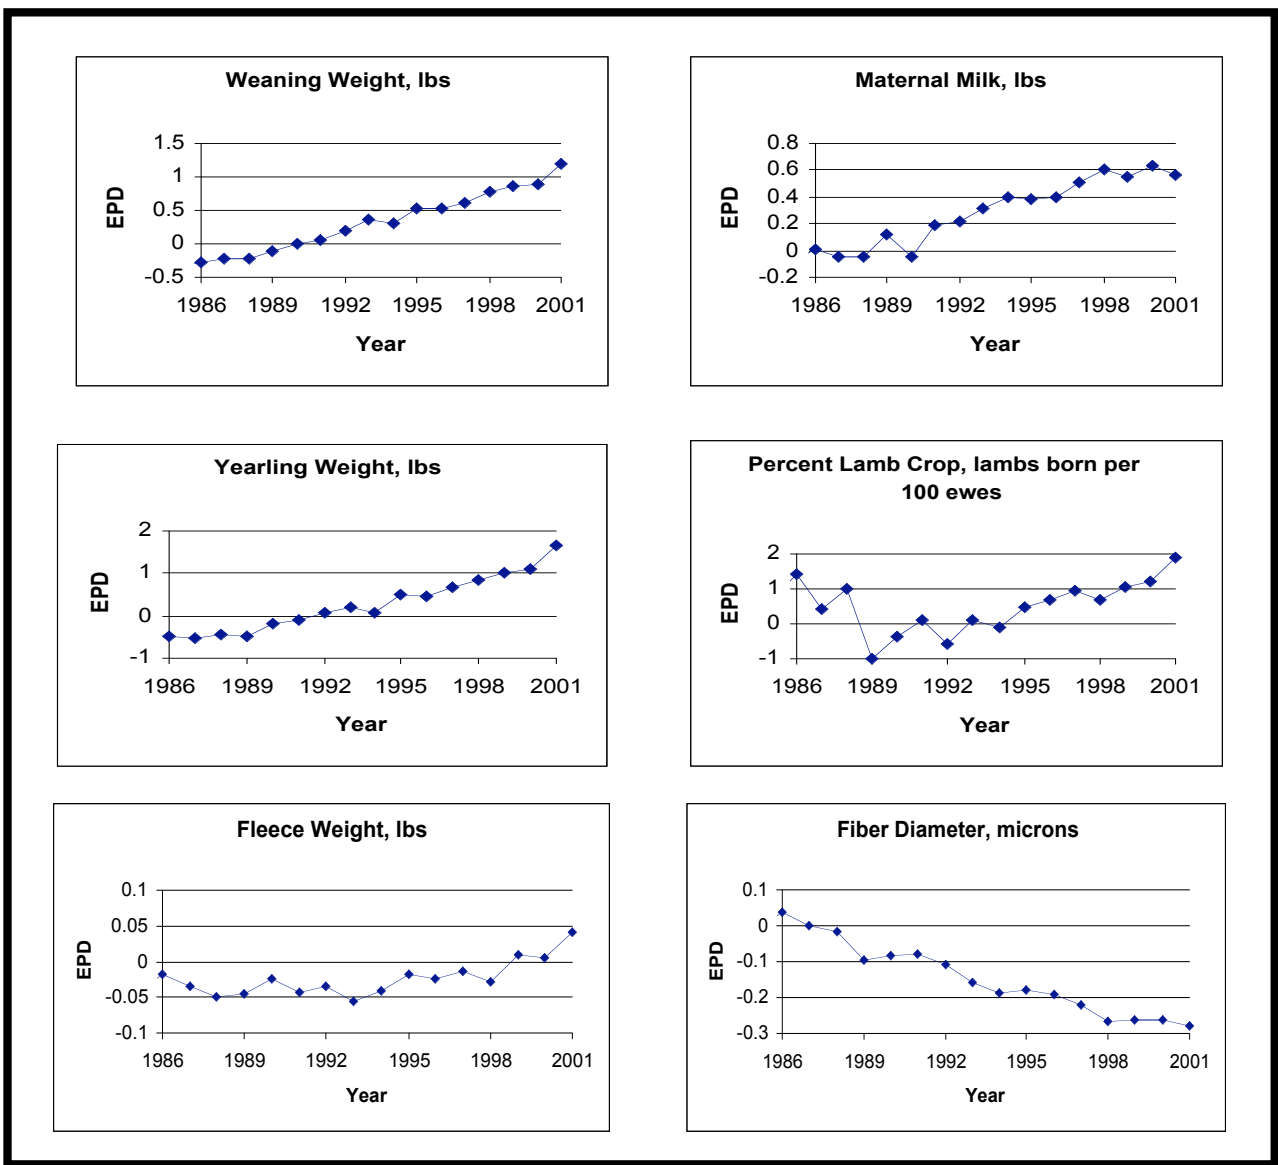 Weaning Weight, lbs
EPD
1.5
1
0.5
0
-0.5
1986 1989 1992 1995 1998 2001
Year
Maternal Milk, lbs
EPD
0.8
0.6
0.4
0.2
0
-0.2
1986 1989 1992 1995 1998 2001
Year
Yearling Weight, lbs
EPD
2
1
0
-1
1986 1989 1992 1995 1998 2001
Year
Percent Lamb Crop, lambs born per
100 ewes
EPD
2
1
0
-1
1986 1989 1992 1995 1998 2001
Year
Fleece Weight, lbs
EPD
0.1
0.05
0
-0.05
-0.1
1986 1989 1992 1995 1998 2001
Year
Fiber Diameter, microns
EPD
0.1
0
-0.1
-0.2
-0.3
1986 1989 1992 1995 1998 2001
Year